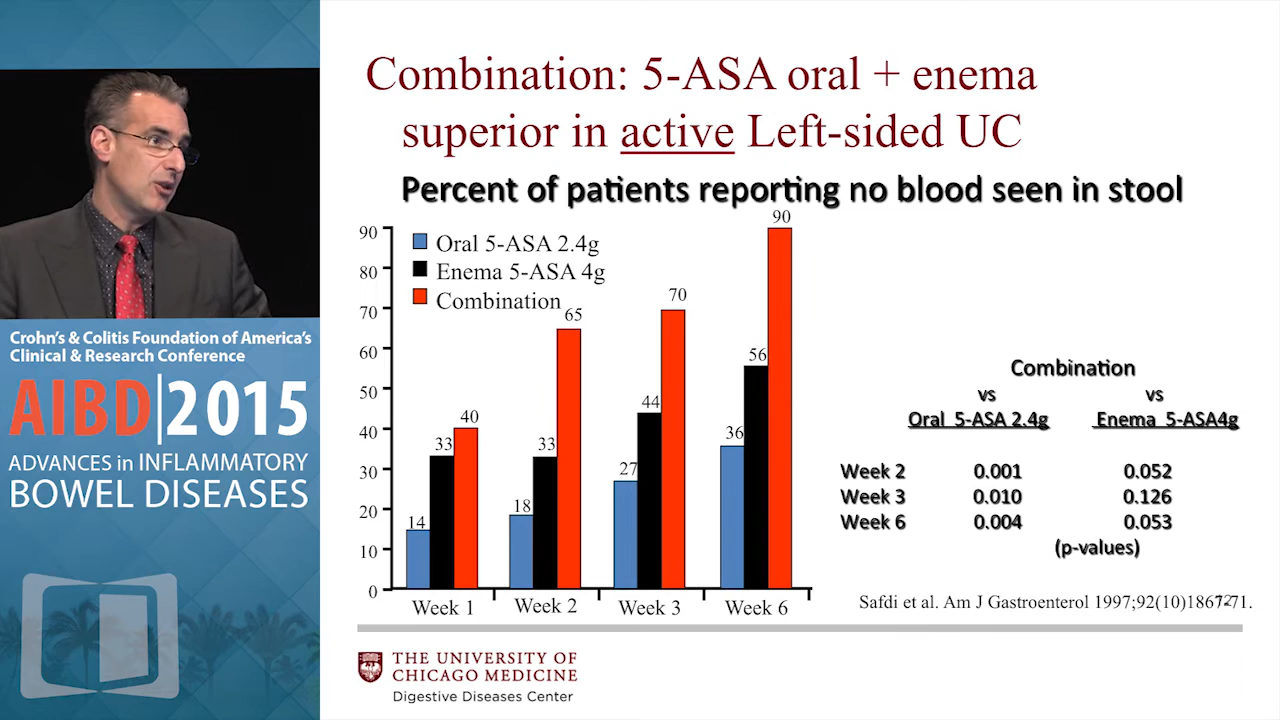 Combination: 5-ASA oral + enema
superior in active Left-sided UC
Percent of patients reporting no blood seen in stool
90
80
70
60
50
40
30
20
10
0
Oral 5-ASA 2.4g
Enema 5-ASA 4g
Combination
14
33
40
18
33
65
27
44
70
36
56
90
Week 1
Week 2
Week 3
Week 6
Combination
vs
vs
Oral 5-ASA 2.4g
Enema 5-ASA4g
Week 2 0.001 0.052
Week 3 0.010 0.126
Week 6 0.004 0.053
(p-values)
Safdi et al. Am J Gastroenterol 1997;92(10)1867-71.
THE UNIVERSITY OF
CHICAGO MEDICINE
Digestive Diseases Center
Crohn's & Colitis Foundation of America's
Clinical & Research Conference
AIBD|2015
ADVANCES in INFLAMMATORY
BOWEL DISEASES